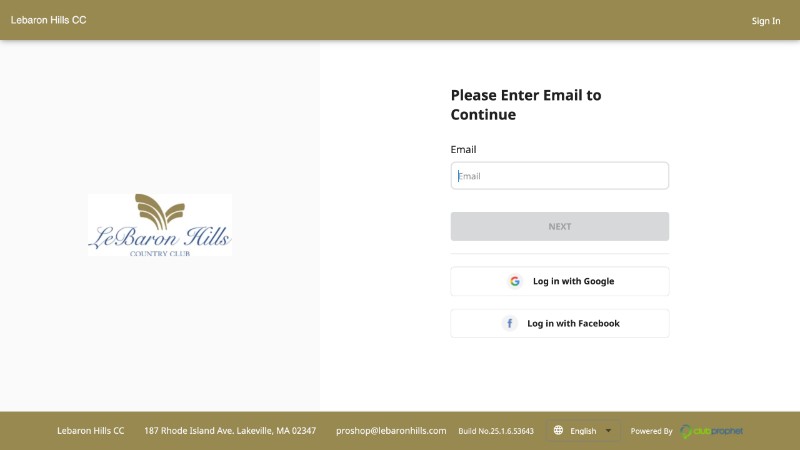 Lebaron Hills CC
Sign In
Please Enter Email to
Continue
Email
Email
NEXT
Log in with Google
Log in with Facebook
LeBaron Hills
COUNTRY CLUB
Lebaron Hills CC
187 Rhode Island Ave. Lakeville, MA 02347
proshop@lebaronhills.com
Build No.25.1.6.53643
English
Powered By
clubprophet